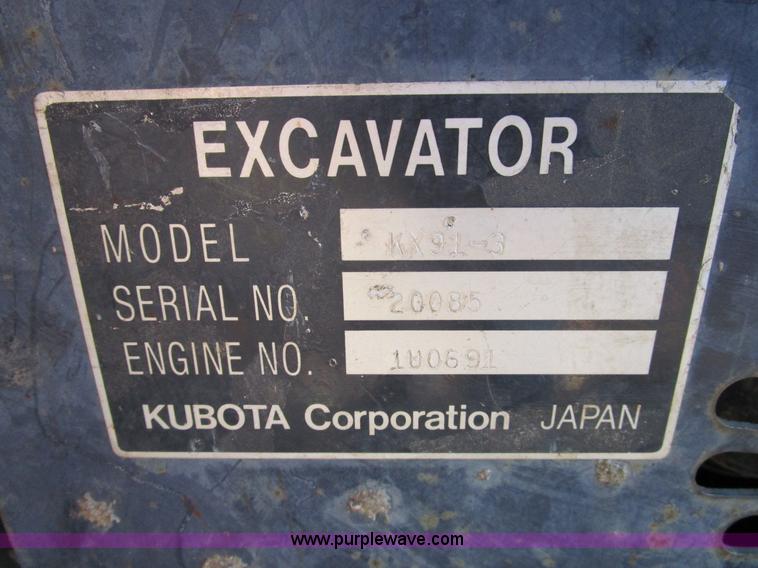 EXCAVATOR
MODEL KX91-3
SERIAL NO. 20085
ENGINE NO. 1U0691
KUBOTA Corporation JAPAN
www.purplewave.com